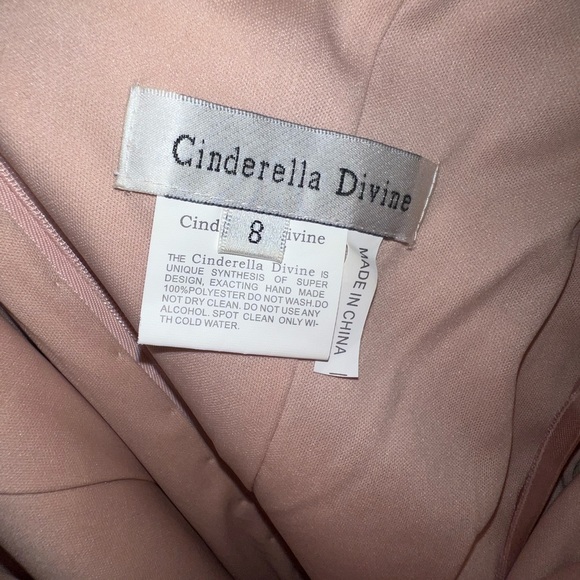 Cinderella Divine
8
Cind ivine
THE Cinderella Divine IS
UNIQUE SYNTHESIS OF SUPER
DESIGN, EXACTING HAND MADE
100%POLYESTER DO NOT WASH.DO
NOT DRY CLEAN. DO NOT USE ANY
ALCOHOL. SPOT CLEAN ONLY WI-
TH COLD WATER.
MADE IN CHINA